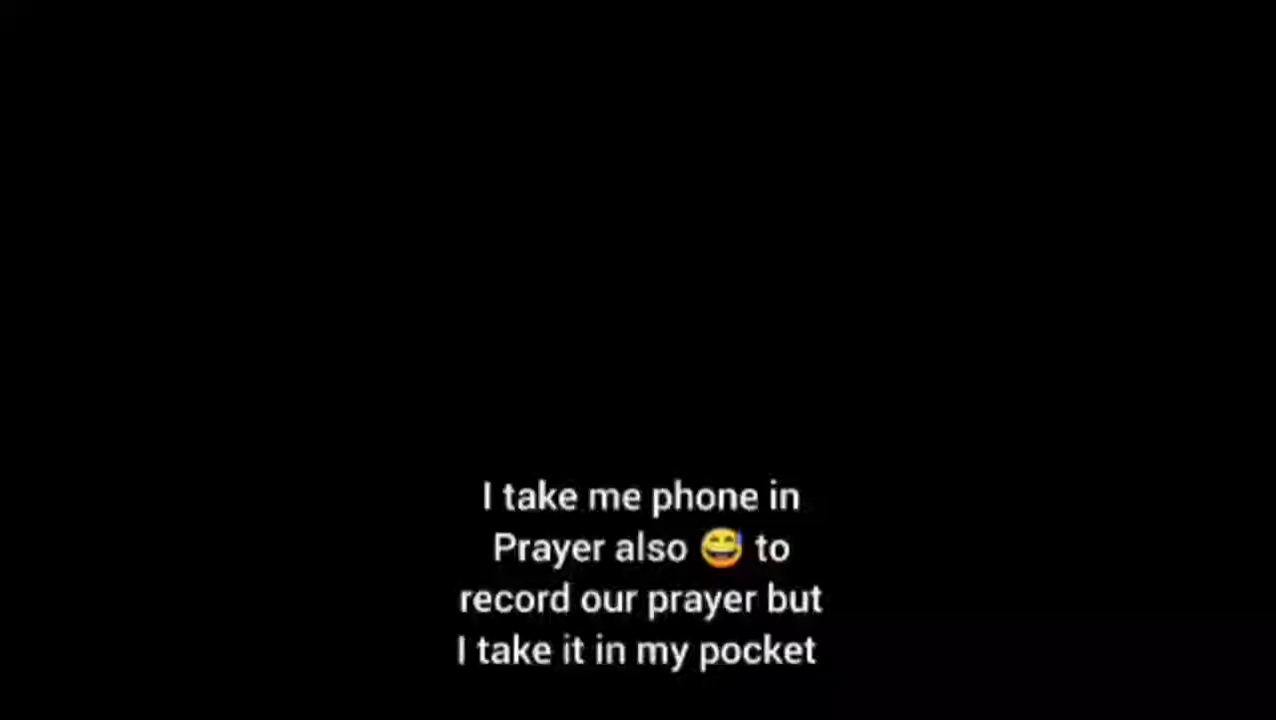 I take me phone in
Prayer also 😅 to
record our prayer but
I take it in my pocket